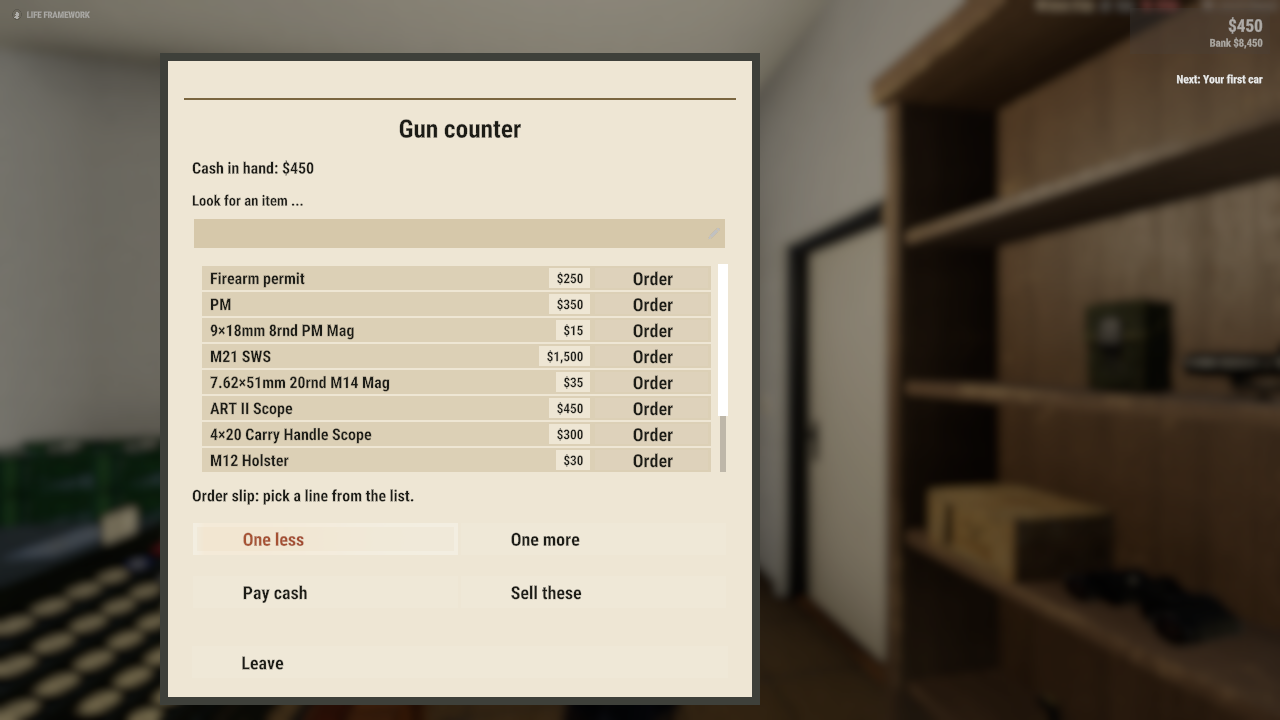 LIFE FRAMEWORK
$450
Bank $8,450
Next: Your first car
Gun counter
Cash in hand: $450
Look for an item ...
Firearm permit $250 Order
PM $350 Order
9×18mm 8rnd PM Mag $15 Order
M21 SWS $1,500 Order
7.62×51mm 20rnd M14 Mag $35 Order
ART II Scope $450 Order
4×20 Carry Handle Scope $300 Order
M12 Holster $30 Order
Order slip: pick a line from the list.
One less One more
Pay cash Sell these
Leave